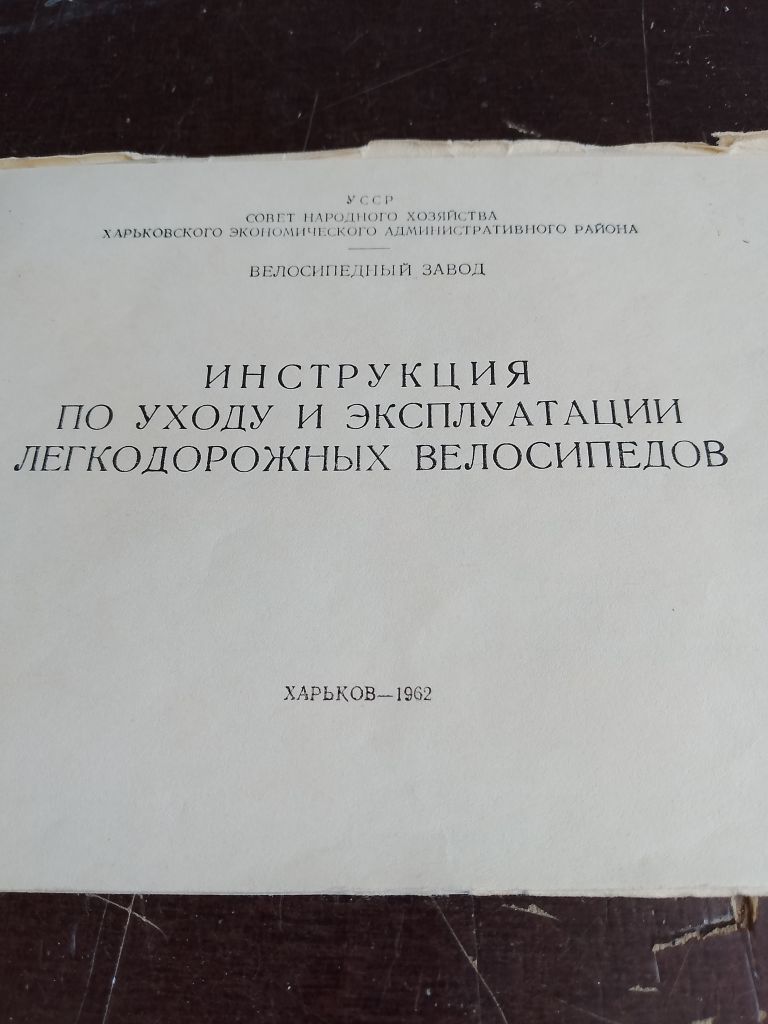 УССР
СОВЕТ НАРОДНОГО ХОЗЯЙСТВА
ХАРЬКОВСКОГО ЭКОНОМИЧЕСКОГО АДМИНИСТРАТИВНОГО РАЙОНА
ВЕЛОСИПЕДНЫЙ ЗАВОД
ИНСТРУКЦИЯ
ПО УХОДУ И ЭКСПЛУАТАЦИИ
ЛЕГКОДОРОЖНЫХ ВЕЛОСИПЕДОВ
ХАРЬКОВ—1962